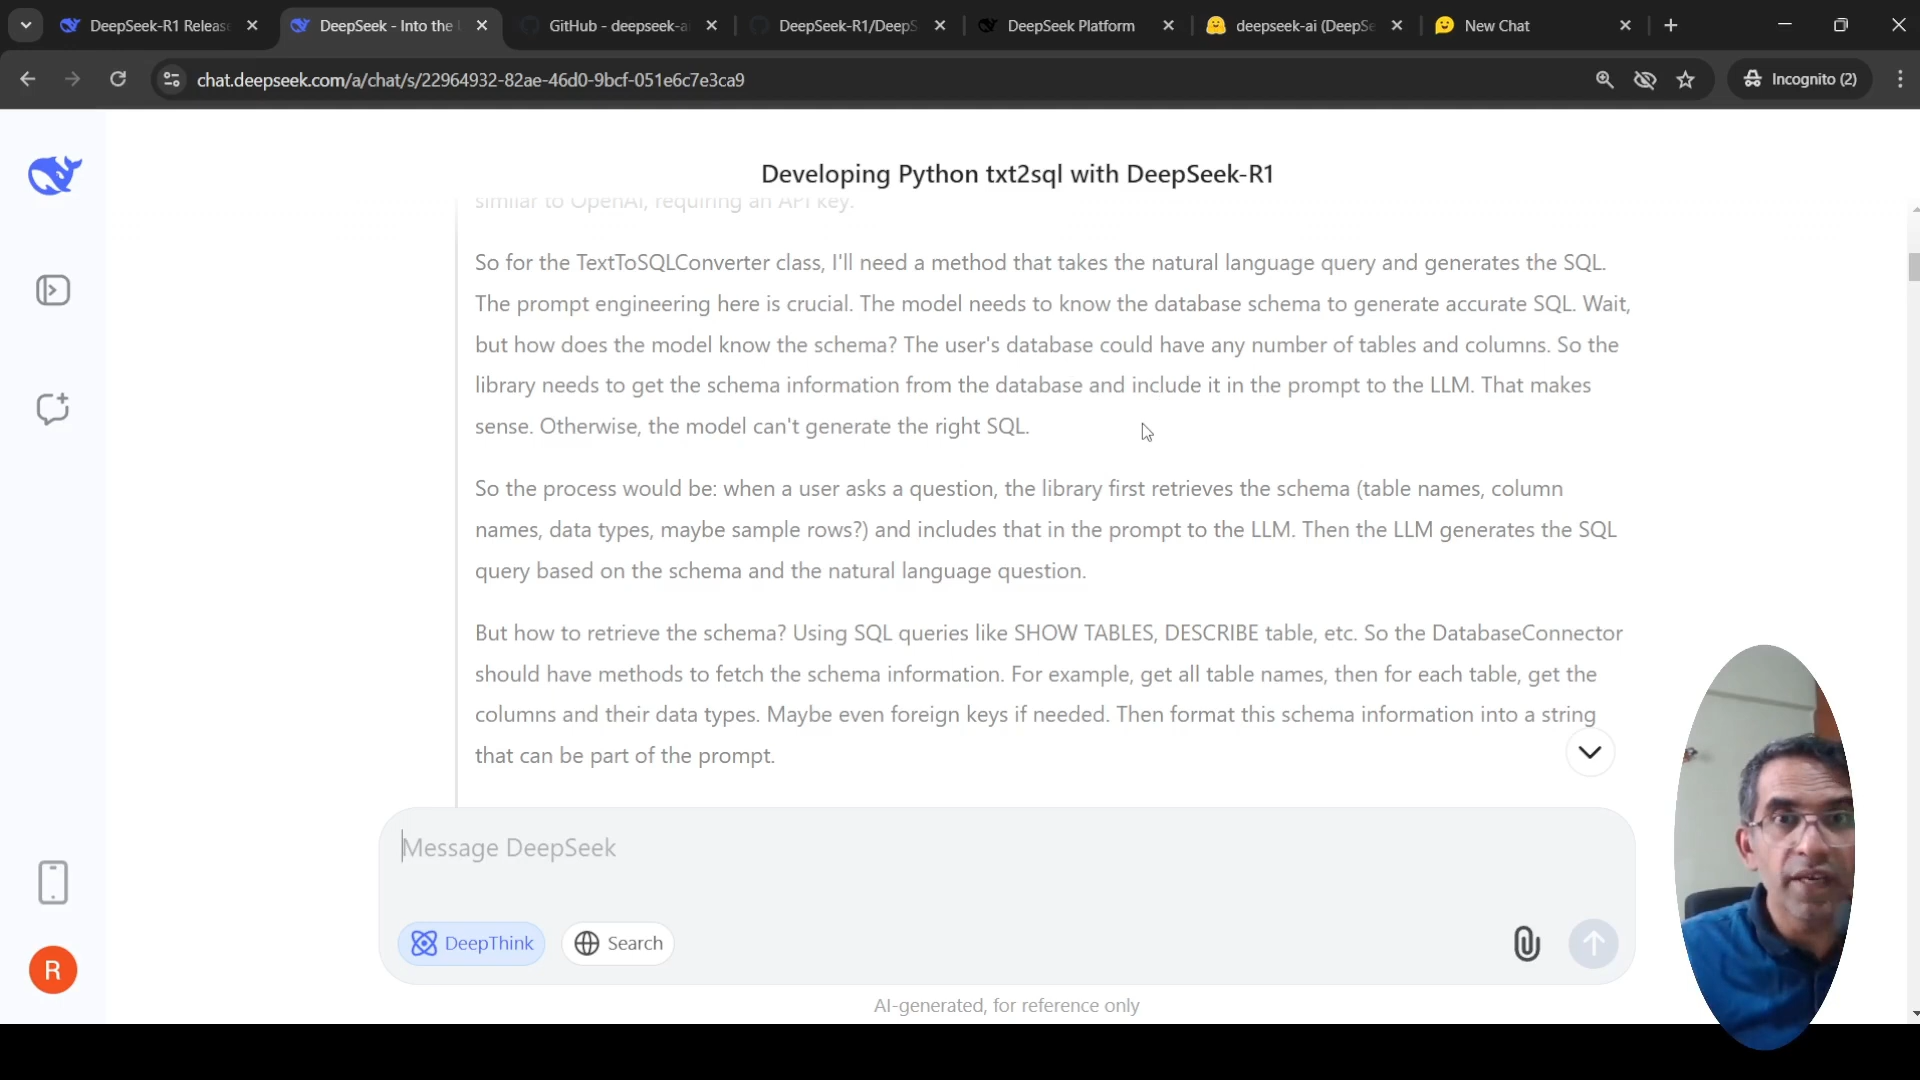 DeepSeek-R1 Releas
DeepSeek - Into the
GitHub - deepseek-a
DeepSeek-R1/DeepS
DeepSeek Platform
deepseek-ai (DeepSe
New Chat
chat.deepseek.com/a/chat/s/22964932-82ae-46d0-9bcf-051e6c7e3ca9
Incognito (2)
Developing Python txt2sql with DeepSeek-R1
similar to OpenAI, requiring an API key.
So for the TextToSQLConverter class, I'll need a method that takes the natural language query and generates the SQL.
The prompt engineering here is crucial. The model needs to know the database schema to generate accurate SQL. Wait,
but how does the model know the schema? The user's database could have any number of tables and columns. So the
library needs to get the schema information from the database and include it in the prompt to the LLM. That makes
sense. Otherwise, the model can't generate the right SQL.
So the process would be: when a user asks a question, the library first retrieves the schema (table names, column
names, data types, maybe sample rows?) and includes that in the prompt to the LLM. Then the LLM generates the SQL
query based on the schema and the natural language question.
But how to retrieve the schema? Using SQL queries like SHOW TABLES, DESCRIBE table, etc. So the DatabaseConnector
should have methods to fetch the schema information. For example, get all table names, then for each table, get the
columns and their data types. Maybe even foreign keys if needed. Then format this schema information into a string
that can be part of the prompt.
Message DeepSeek
DeepThink
Search
R
AI-generated, for reference only